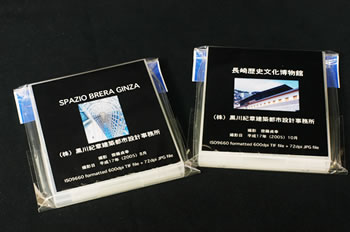 SPAZIO BRERA GINZA
(株)黒川紀章建築都市設計事務所
撮影日 平成17年(2005) 8月
ISO9660 formatted 600dpi TIF file + 72dpi JPG file
長崎歴史文化博物館
(株)黒川紀章建築都市設計事務所
撮影日 平成17年(2005) 10月
ISO9660 formatted 600dpi TIF file + 72dpi JPG file